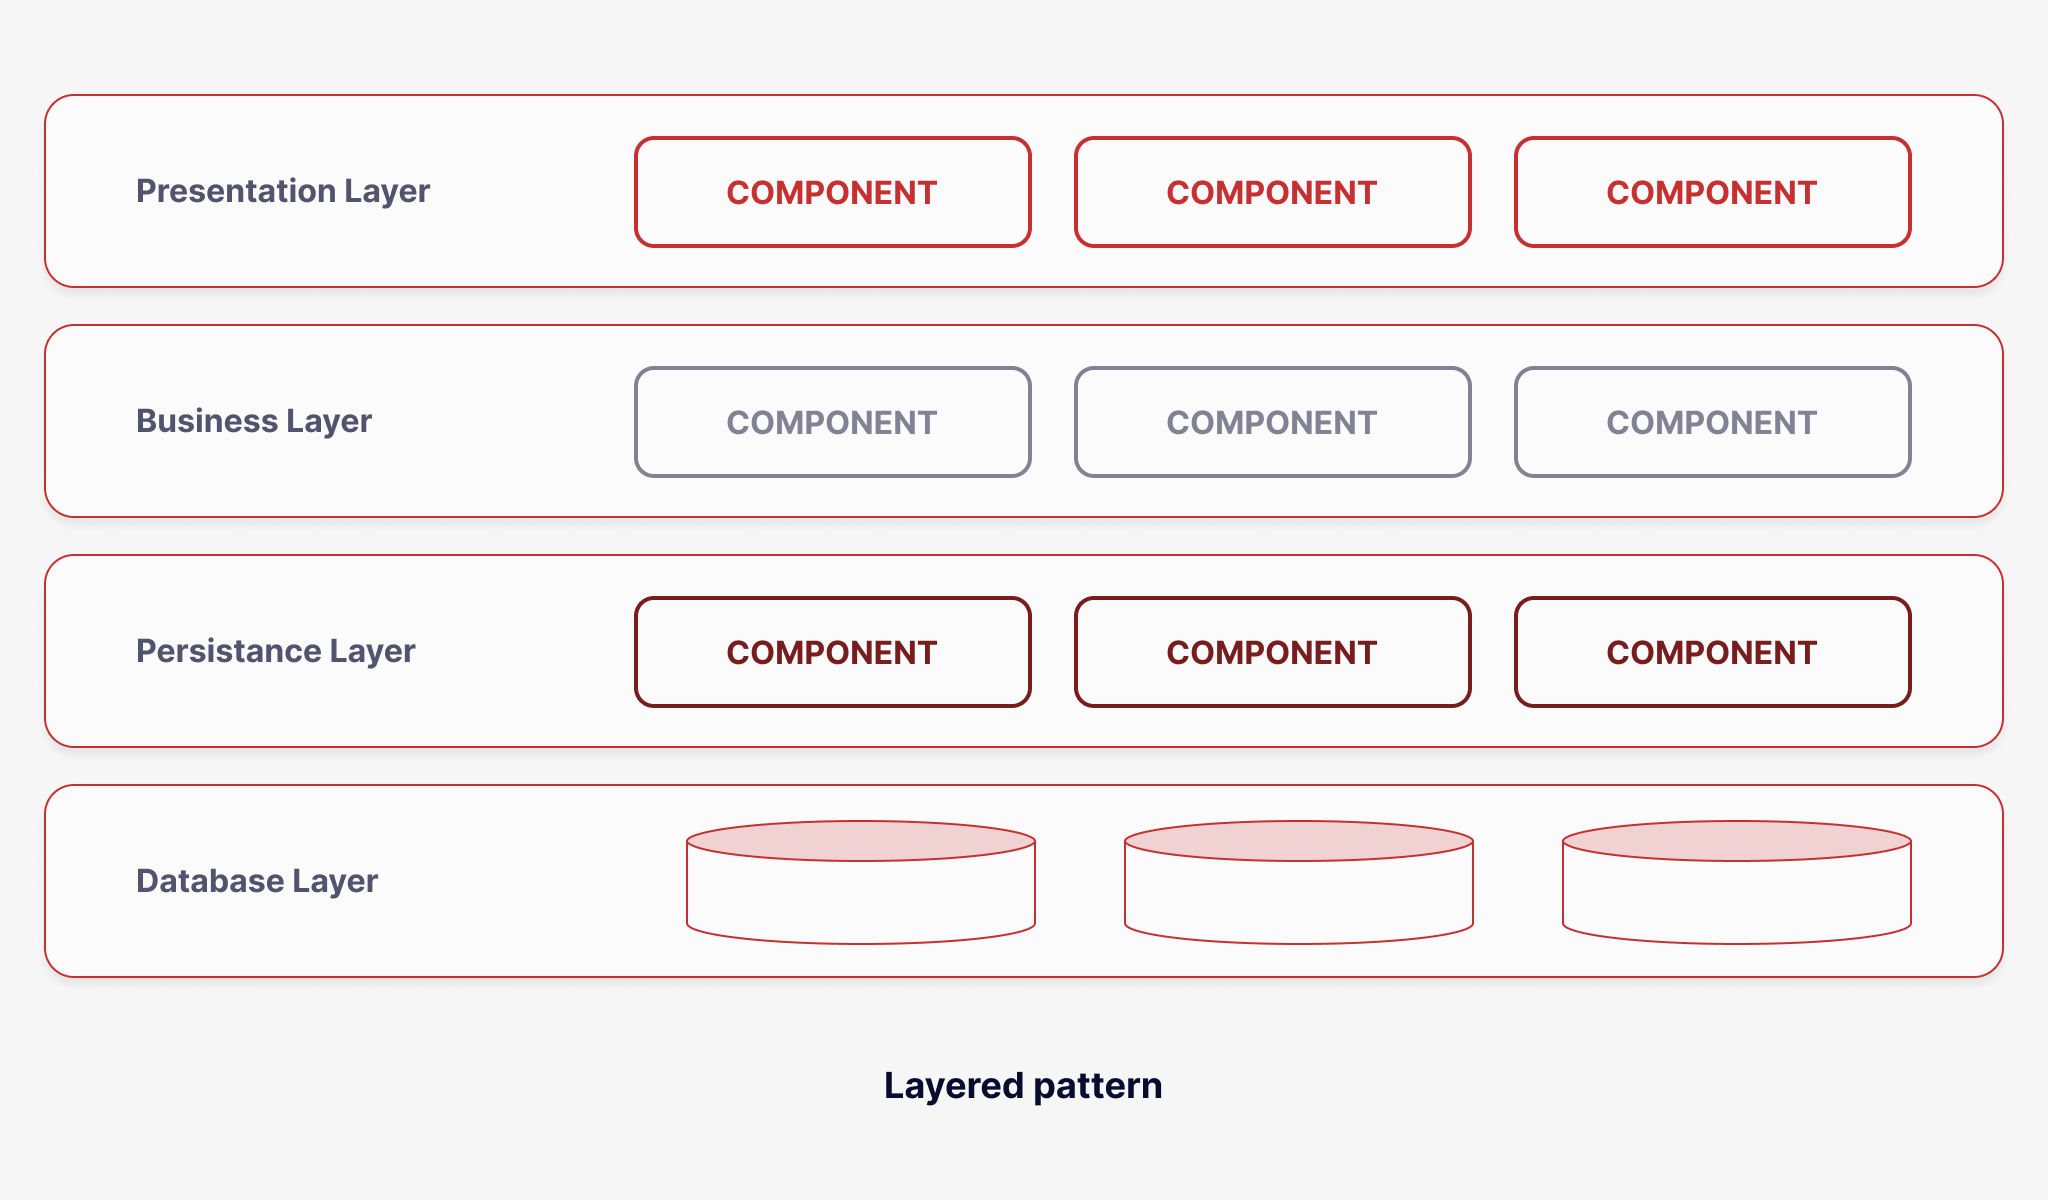 Presentation Layer
COMPONENT
COMPONENT
COMPONENT
Business Layer
COMPONENT
COMPONENT
COMPONENT
Persistance Layer
COMPONENT
COMPONENT
COMPONENT
Database Layer
Layered pattern